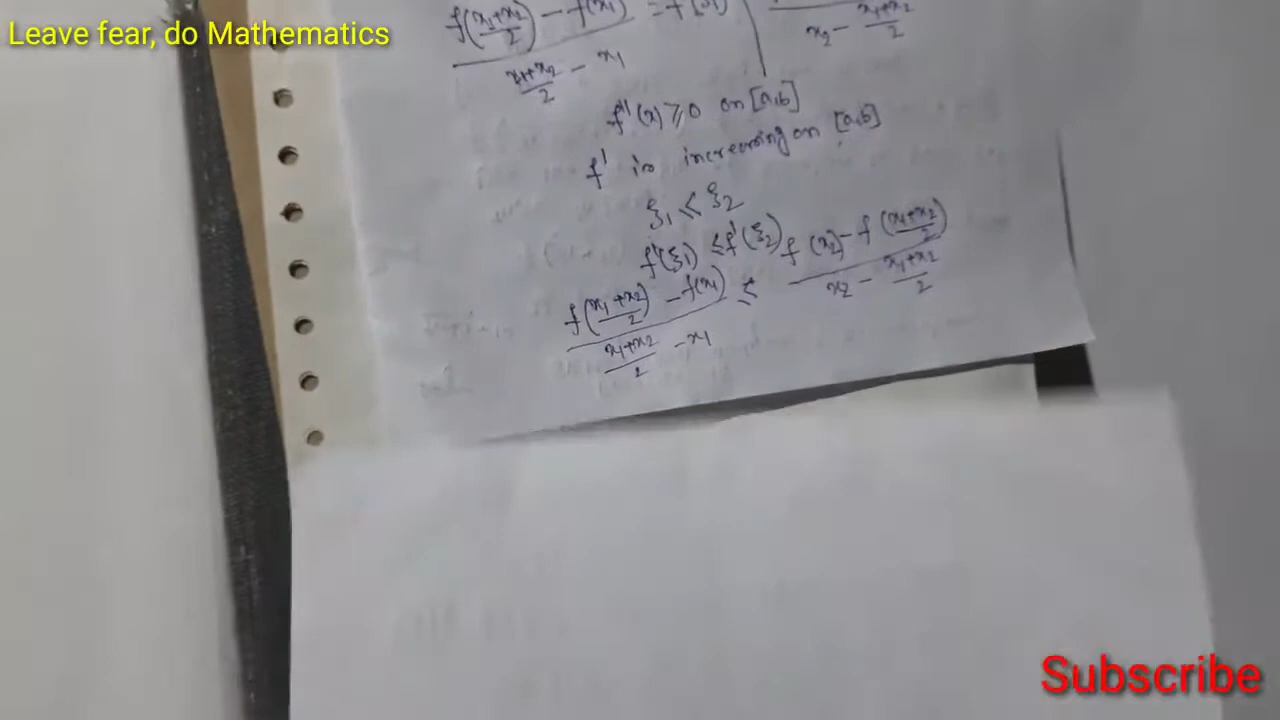 Leave fear, do Mathematics
f((x₁+x₂)/2) - f(x₁) / ((x₁+x₂)/2 - x₁) = f'(ξ₁)
x₂ - (x₁+x₂)/2
f''(x) ≥ 0 on [a,b]
f' is increasing on [a,b]
ξ₁ ≤ ξ₂
f'(ξ₁) ≤ f'(ξ₂)
f((x₁+x₂)/2) - f(x₁) / ((x₁+x₂)/2 - x₁) ≤ f(x₂) - f((x₁+x₂)/2) / (x₂ - (x₁+x₂)/2)
Subscribe